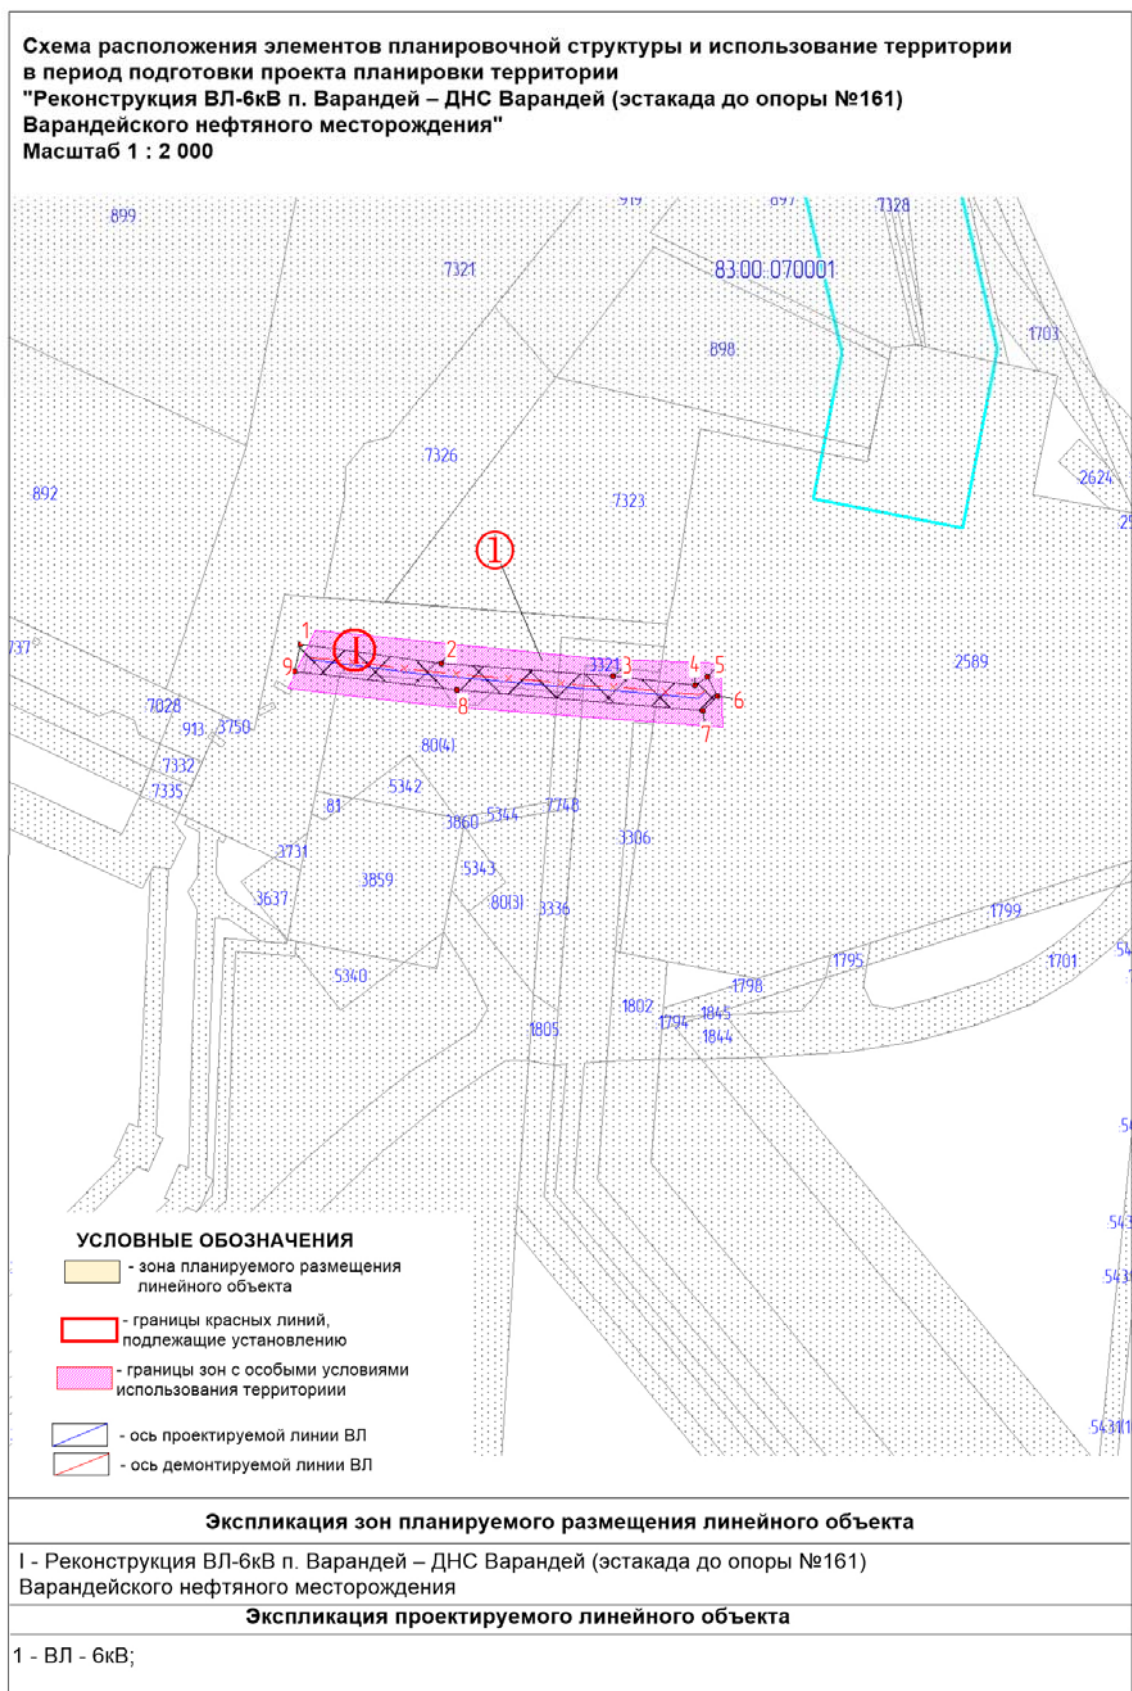 Схема расположения элементов планировочной структуры и использование территории
в период подготовки проекта планировки территории
"Реконструкция ВЛ-6кВ п. Варандей – ДНС Варандей (эстакада до опоры №161)
Варандейского нефтяного месторождения"
Масштаб 1 : 2 000
899
7328
7321
83:00:070001
1703
898
7326
2624
892
7323
1
1
I
2
3321
3
4
5
2589
9
8
6
7
7028
913
3750
80(4)
7332
7335
5342
81
5344
7748
3860
3306
3731
5343
3859
3637
80(3)
3336
1799
1795
1701
5340
1798
1802
1845
1794
1805
1844
УСЛОВНЫЕ ОБОЗНАЧЕНИЯ
- зона планируемого размещения
линейного объекта
- границы красных линий,
подлежащие установлению
- границы зон с особыми условиями
использования территориии
- ось проектируемой линии ВЛ
- ось демонтируемой линии ВЛ
Экспликация зон планируемого размещения линейного объекта
I - Реконструкция ВЛ-6кВ п. Варандей – ДНС Варандей (эстакада до опоры №161)
Варандейского нефтяного месторождения
Экспликация проектируемого линейного объекта
1 - ВЛ - 6кВ;